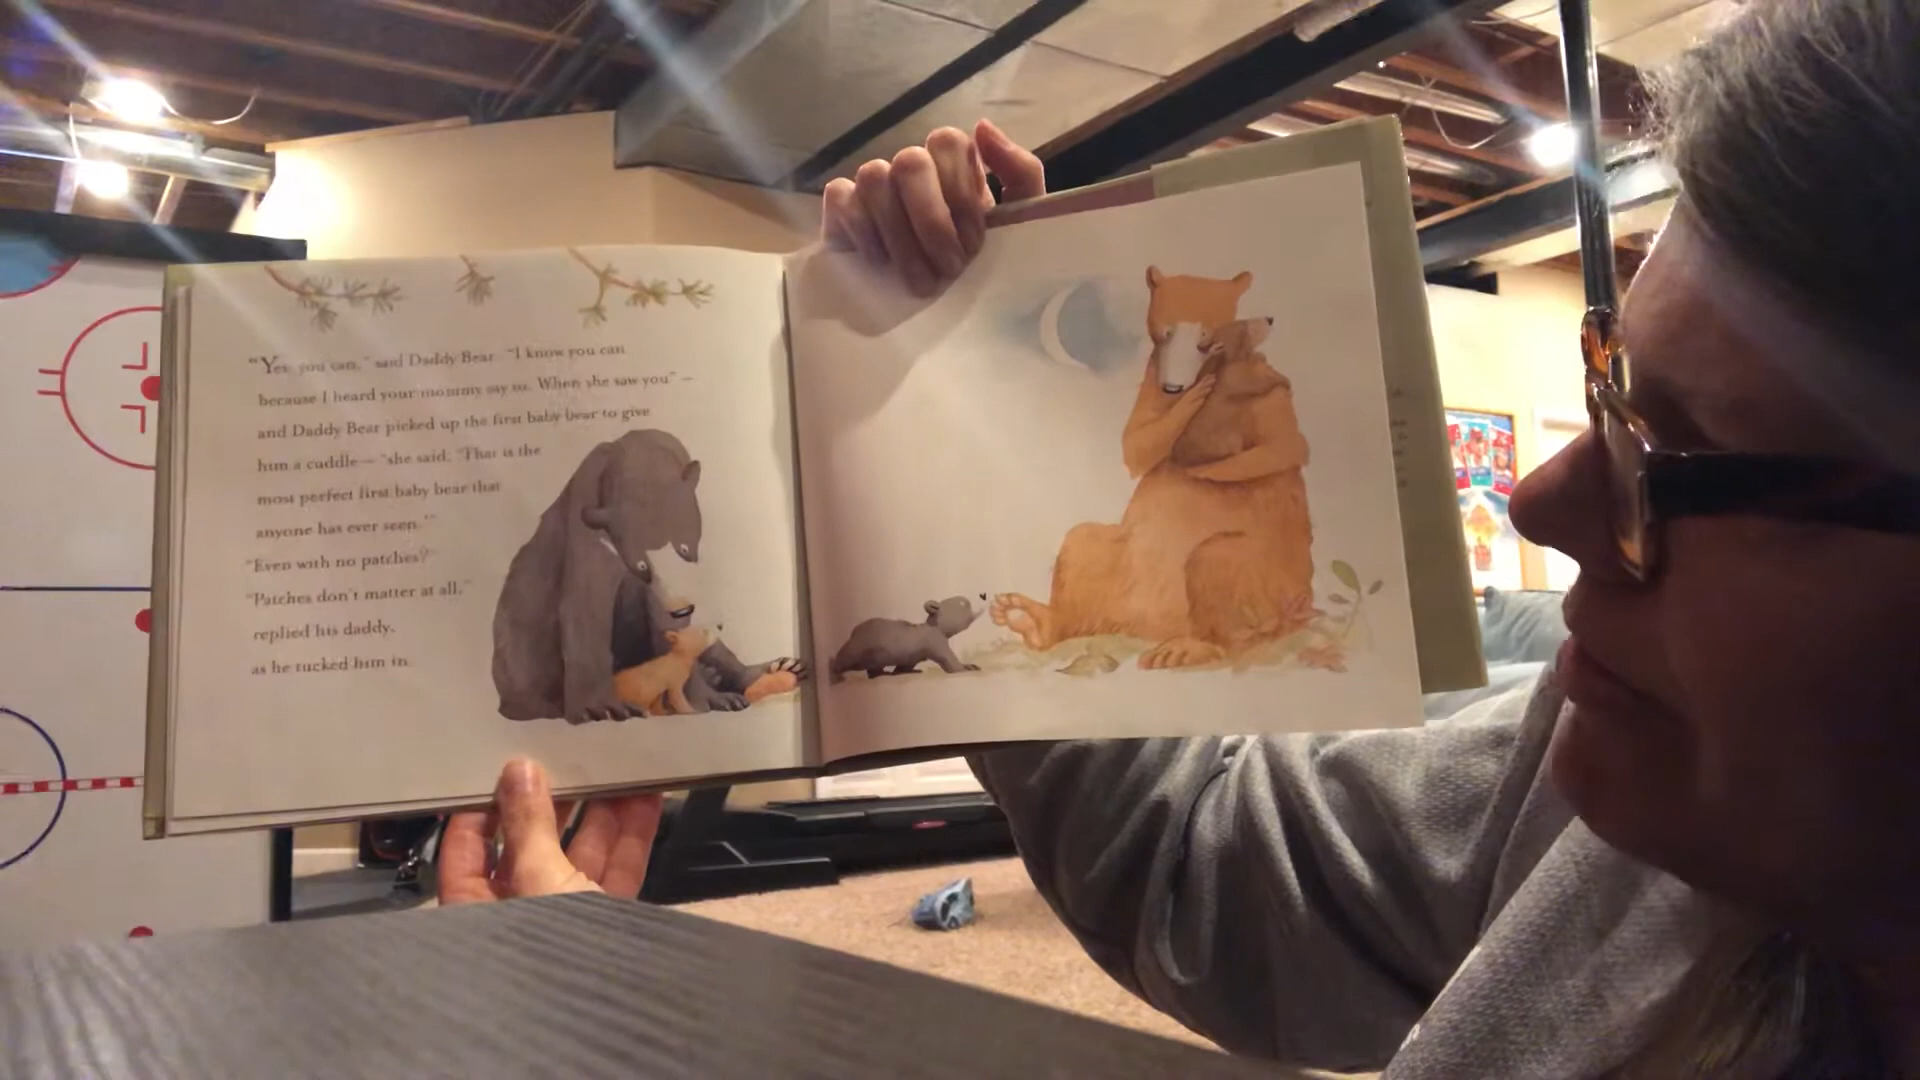 "Yes, you can," said Daddy Bear. "I know you can
because I heard your mommy say so. When she saw you" —
and Daddy Bear picked up the first baby bear to give
him a cuddle— "she said, 'That is the
most perfect first baby bear that
anyone has ever seen.'"
"Even with no patches?"
"Patches don't matter at all,"
replied his daddy,
as he tucked him in.